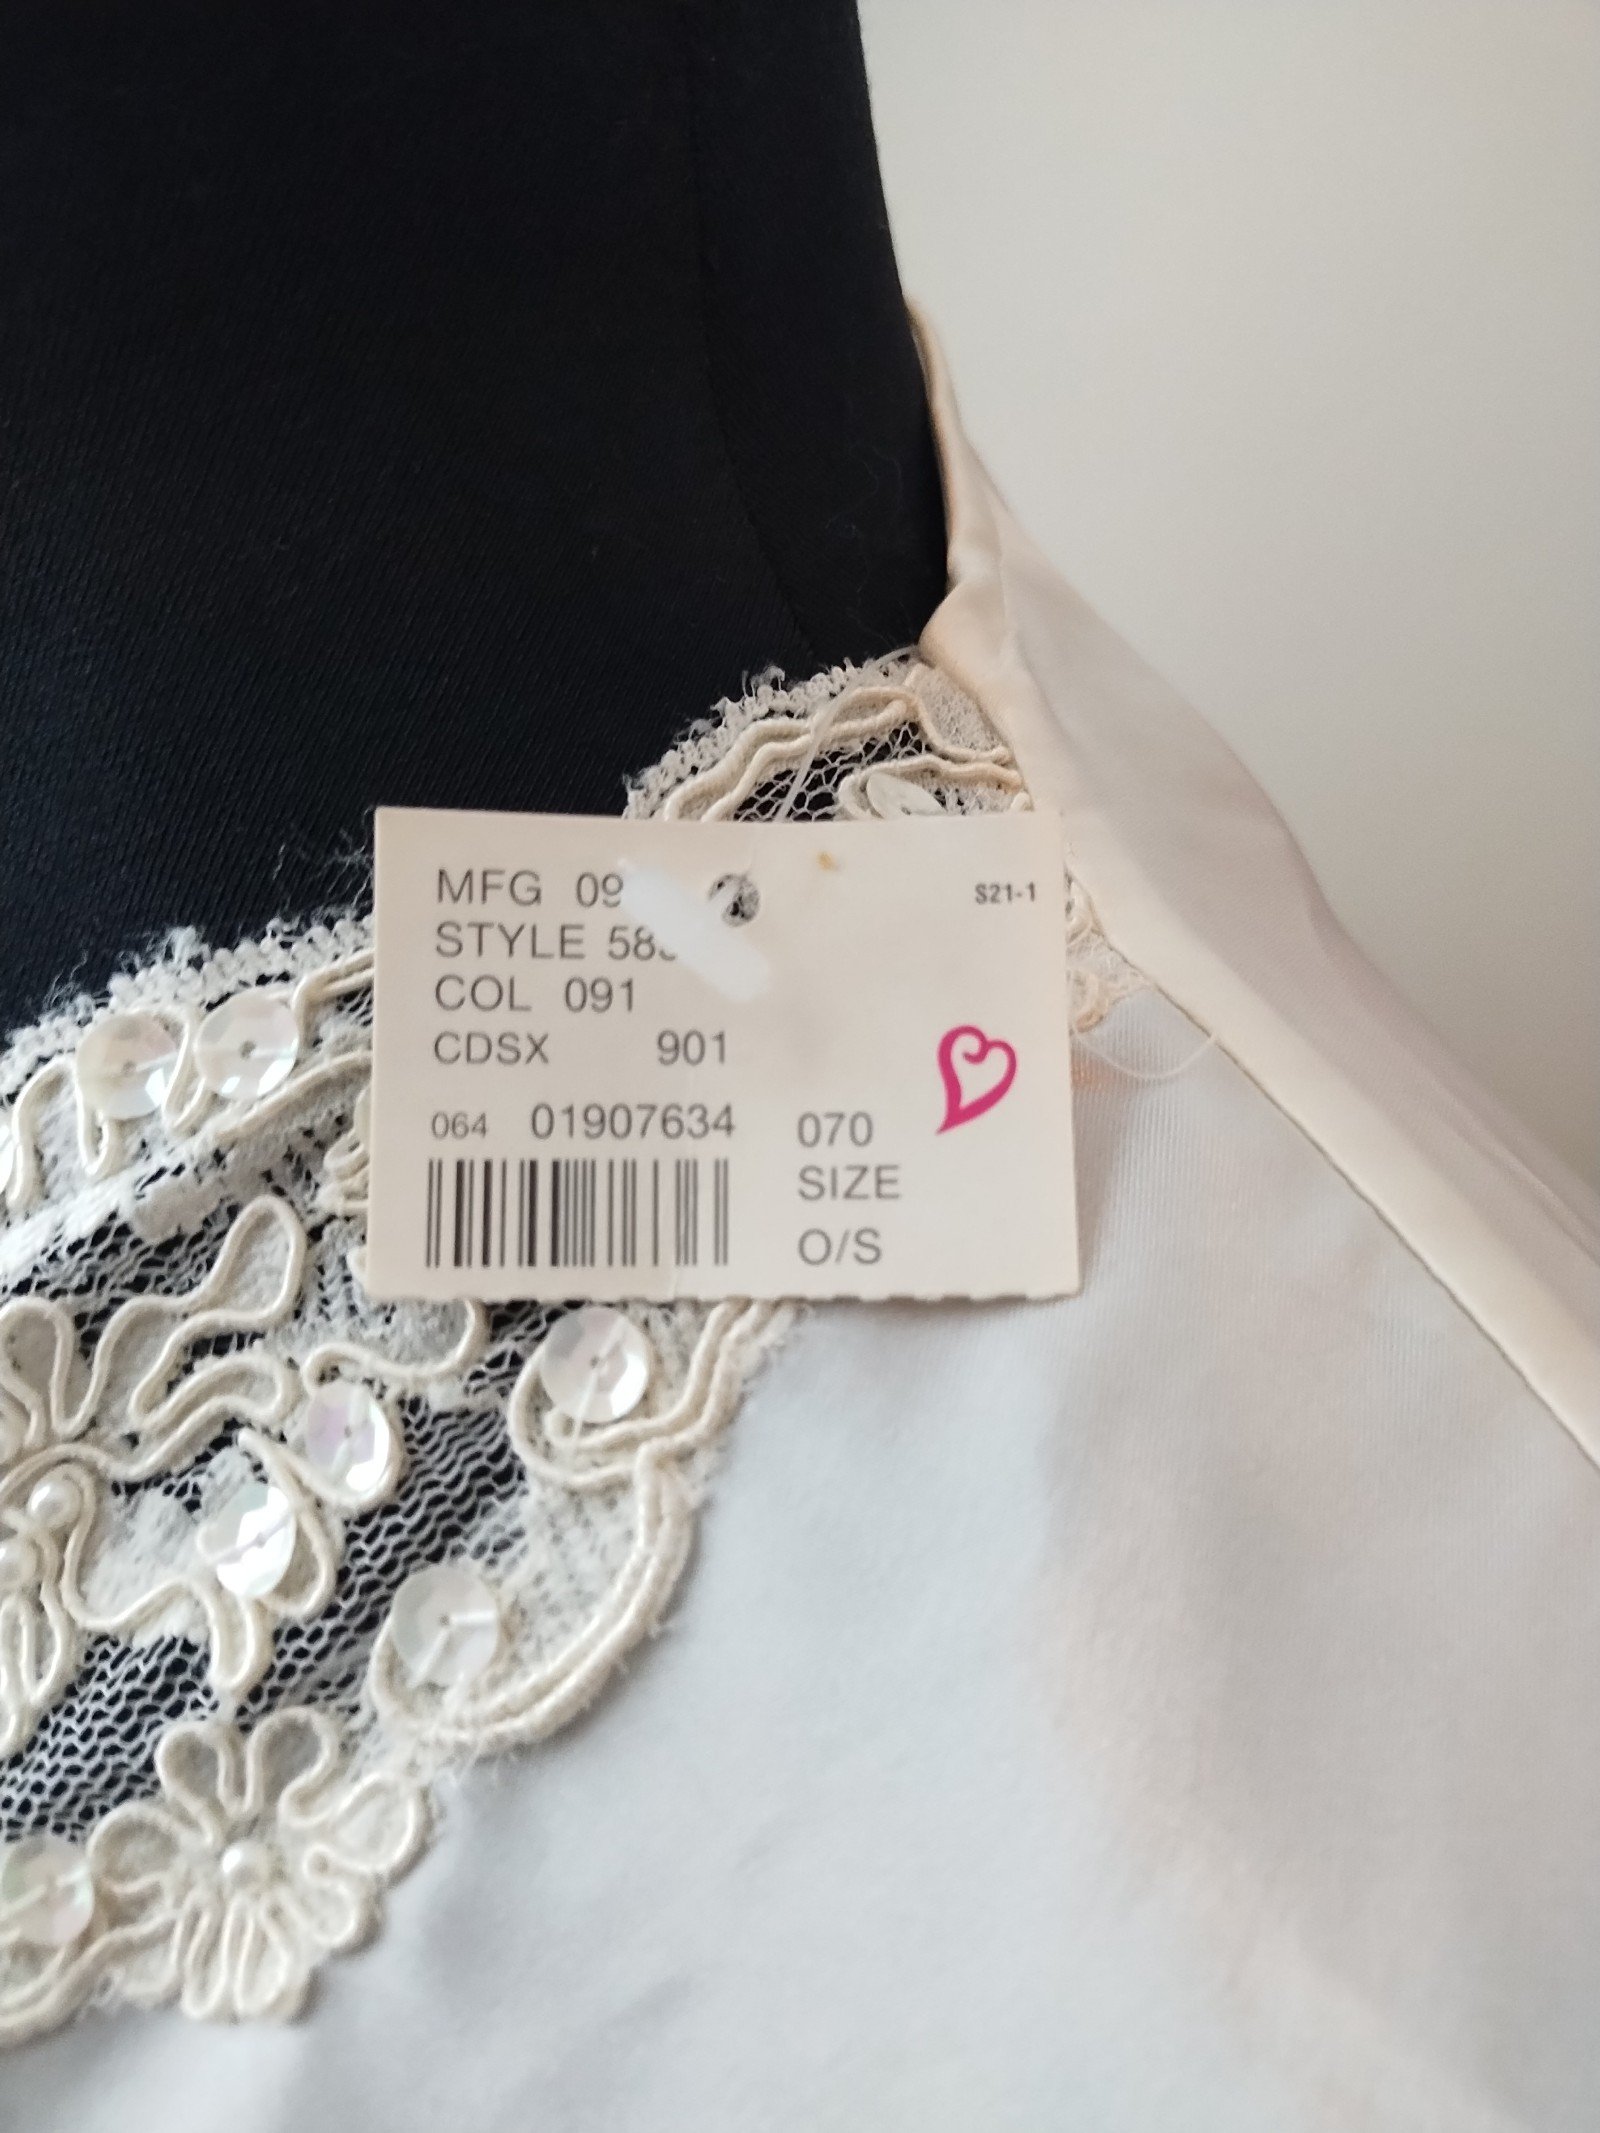 MFG 09
S21-1
STYLE 58
COL 091
CDSX 901
064 01907634
070
SIZE
O/S